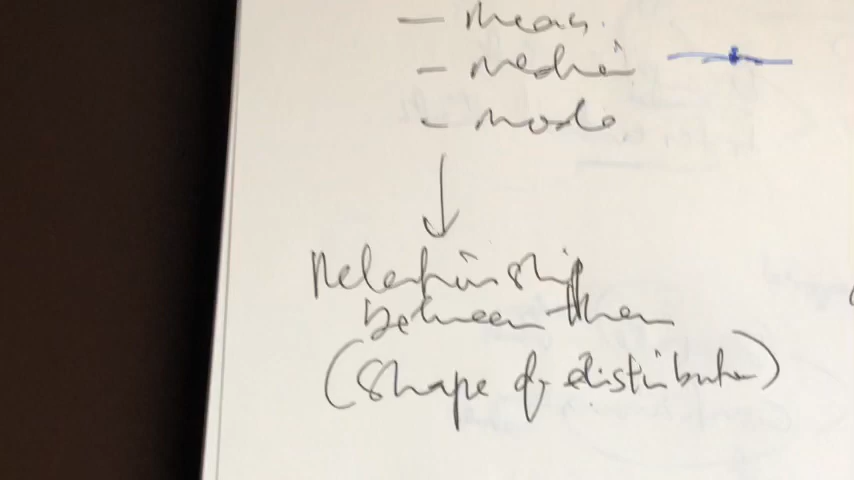 — mean.
— median
- mode
Relationship
between them
(shape of distribution)